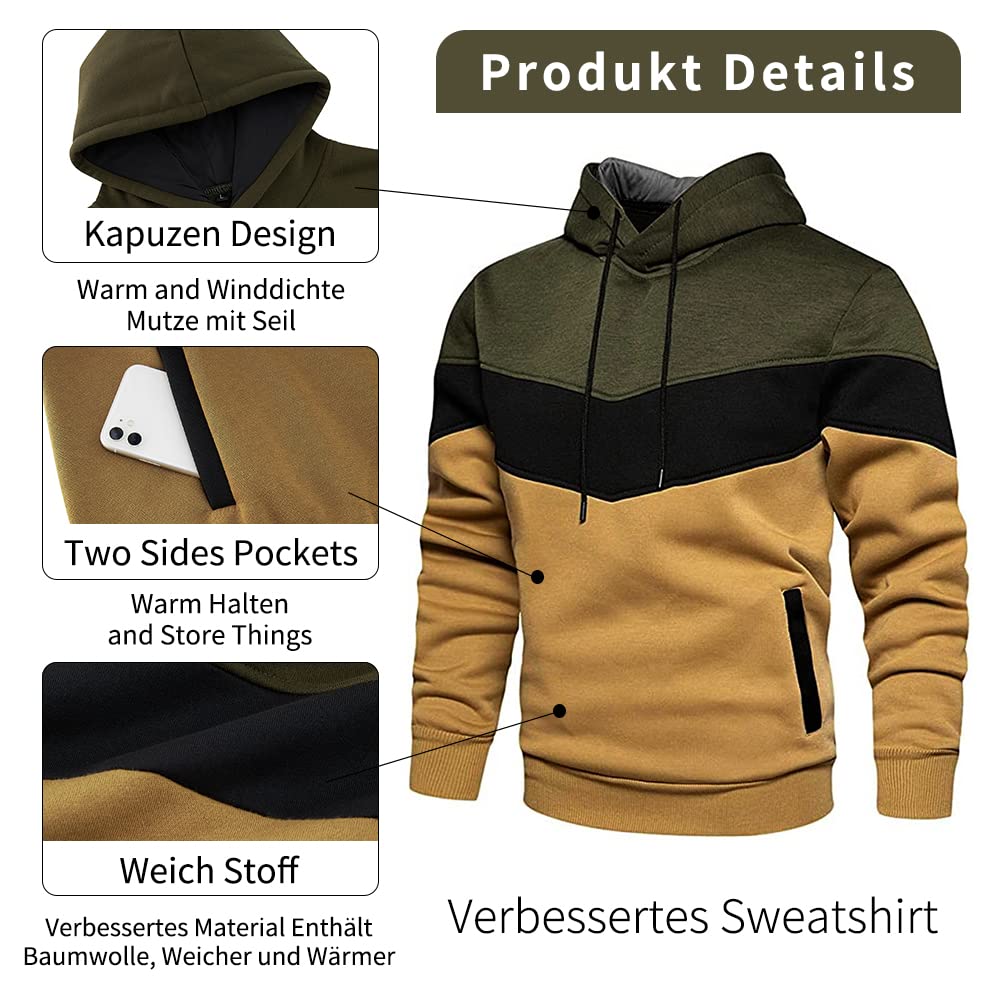 Produkt Details
Kapuzen Design
Warm and Winddichte
Mutze mit Seil
Two Sides Pockets
Warm Halten
and Store Things
Weich Stoff
Verbessertes Material Enthält
Baumwolle, Weicher und Wärmer
Verbessertes Sweatshirt